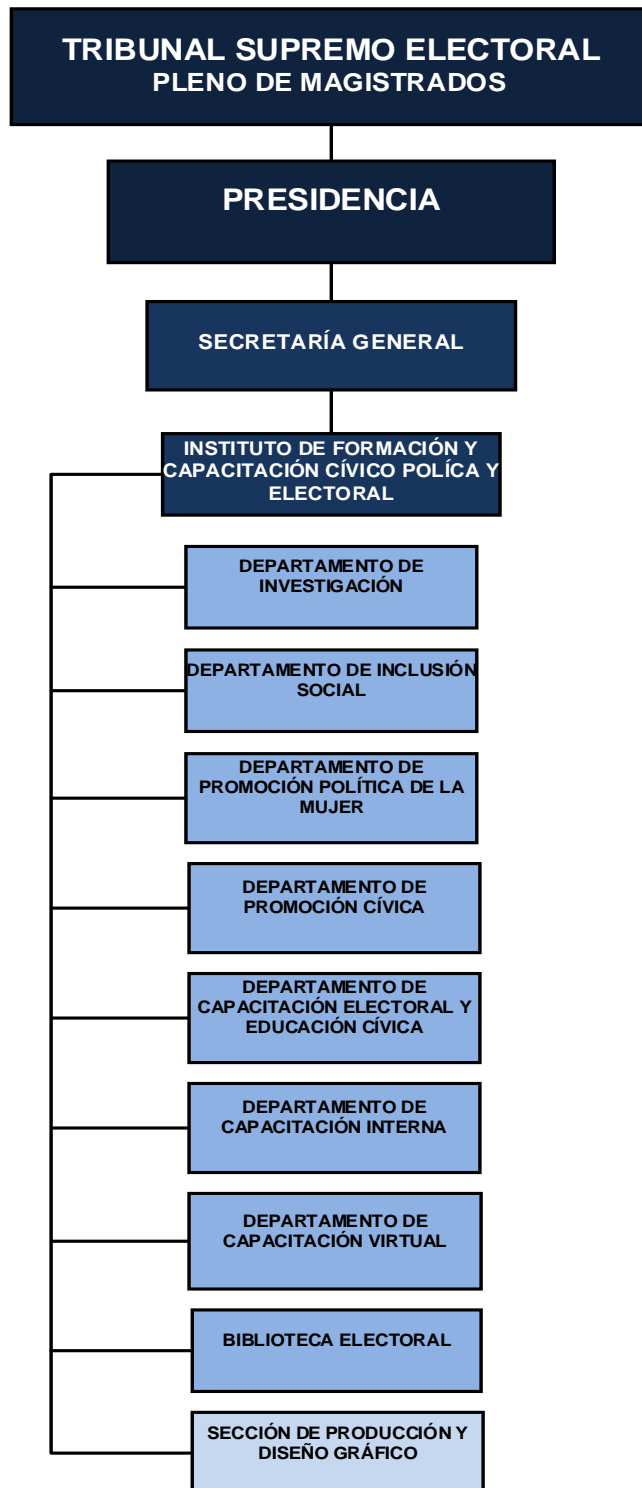 TRIBUNAL SUPREMO ELECTORAL
PLENO DE MAGISTRADOS
PRESIDENCIA
SECRETARÍA GENERAL
INSTITUTO DE FORMACIÓN Y
CAPACITACIÓN CÍVICO POLÍCA Y
ELECTORAL
DEPARTAMENTO DE
INVESTIGACIÓN
DEPARTAMENTO DE INCLUSIÓN
SOCIAL
DEPARTAMENTO DE
PROMOCIÓN POLÍTICA DE LA
MUJER
DEPARTAMENTO DE
PROMOCIÓN CÍVICA
DEPARTAMENTO DE
CAPACITACIÓN ELECTORAL Y
EDUCACIÓN CÍVICA
DEPARTAMENTO DE
CAPACITACIÓN INTERNA
DEPARTAMENTO DE
CAPACITACIÓN VIRTUAL
BIBLIOTECA ELECTORAL
SECCIÓN DE PRODUCCIÓN Y
DISEÑO GRÁFICO